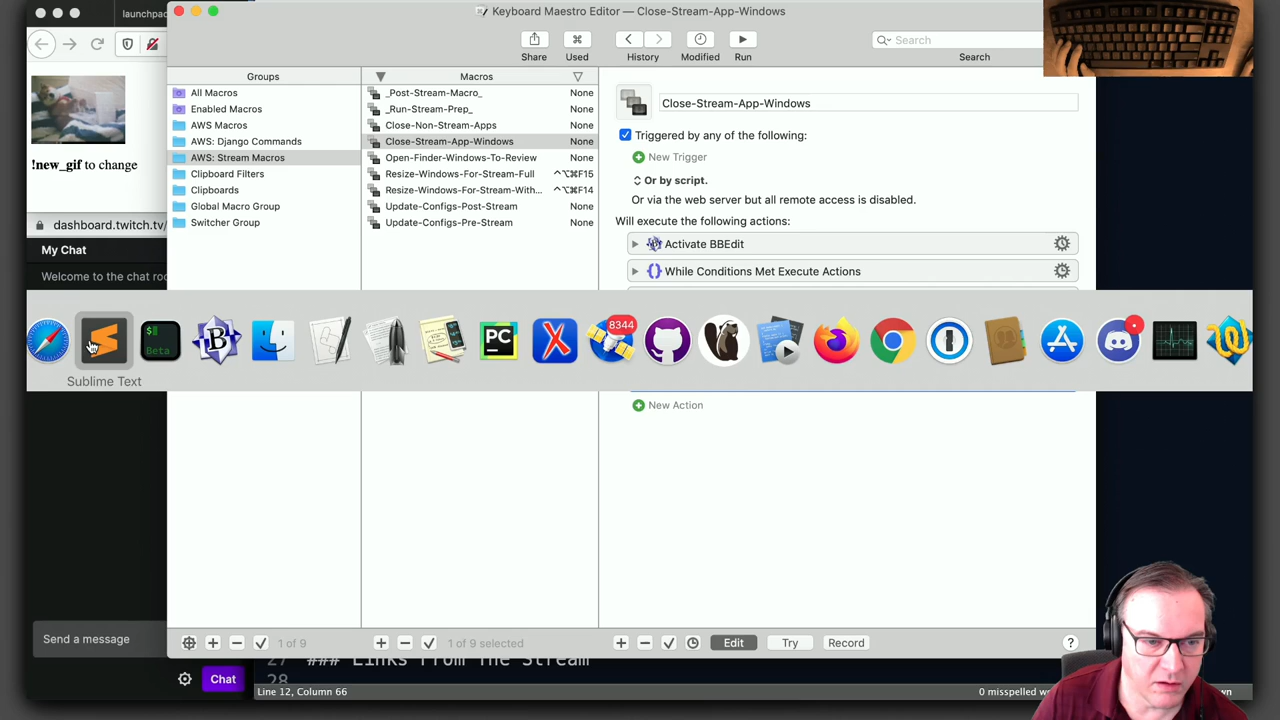 launchpad
Keyboard Maestro Editor — Close-Stream-App-Windows
Share
Used
History
Modified
Run
Search
Search
!new_gif to change
dashboard.twitch.tv/
My Chat
Welcome to the chat roo
Groups
All Macros
Enabled Macros
AWS Macros
AWS: Django Commands
AWS: Stream Macros
Clipboard Filters
Clipboards
Global Macro Group
Switcher Group
Macros
_Post-Stream-Macro_ None
_Run-Stream-Prep_ None
Close-Non-Stream-Apps None
Close-Stream-App-Windows None
Open-Finder-Windows-To-Review None
Resize-Windows-For-Stream-Full ^⌥⌘F15
Resize-Windows-For-Stream-With... ^⌥⌘F14
Update-Configs-Post-Stream None
Update-Configs-Pre-Stream None
Close-Stream-App-Windows
Triggered by any of the following:
New Trigger
Or by script.
Or via the web server but all remote access is disabled.
Will execute the following actions:
Activate BBEdit
While Conditions Met Execute Actions
$
Beta
B
PC
8344
Sublime Text
New Action
Send a message
Chat
1 of 9
1 of 9 selected
Edit
Try
Record
?
27 ### Links From The Stream
28
Line 12, Column 66
0 misspelled w
wn